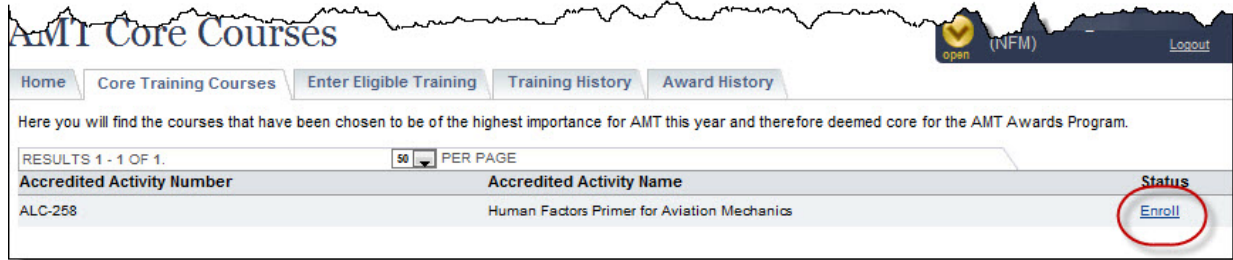 AMT Core Courses
open (NFM) Logout
Home Core Training Courses Enter Eligible Training Training History Award History
Here you will find the courses that have been chosen to be of the highest importance for AMT this year and therefore deemed core for the AMT Awards Program.
RESULTS 1 - 1 OF 1. 50 PER PAGE
Accredited Activity Number Accredited Activity Name Status
ALC-258 Human Factors Primer for Aviation Mechanics Enroll